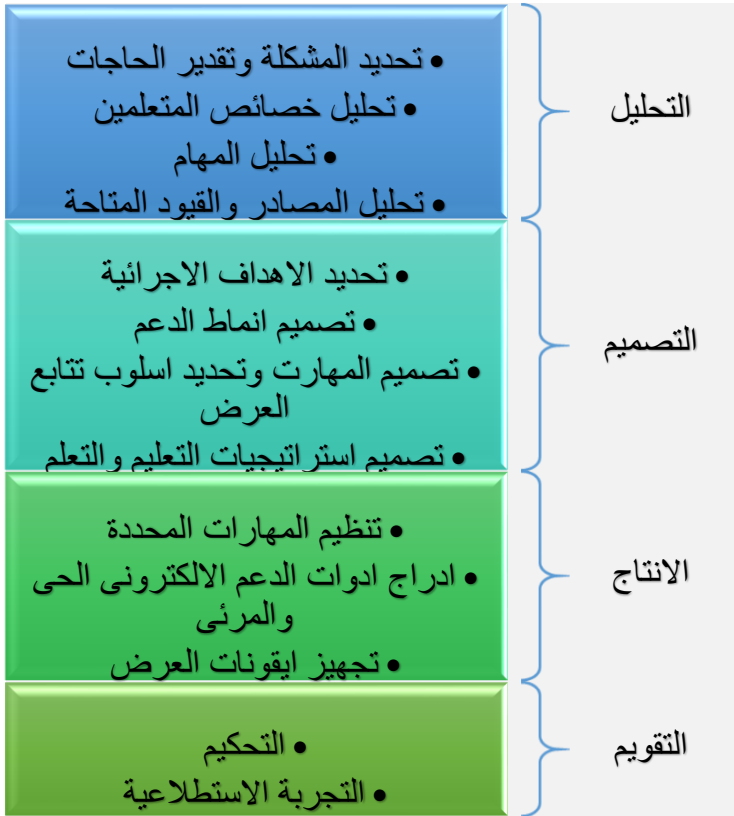 التحليل
• تحديد المشكلة وتقدير الحاجات
• تحليل خصائص المتعلمين
• تحليل المهام
• تحليل المصادر والقيود المتاحة
التصميم
• تحديد الاهداف الاجرائية
• تصميم انماط الدعم
• تصميم المهارت وتحديد اسلوب تتابع
العرض
• تصميم استراتيجيات التعليم والتعلم
الانتاج
• تنظيم المهارات المحددة
• ادراج ادوات الدعم الالكترونى الحى
والمرئى
• تجهيز ايقونات العرض
التقويم
• التحكيم
• التجربة الاستطلاعية